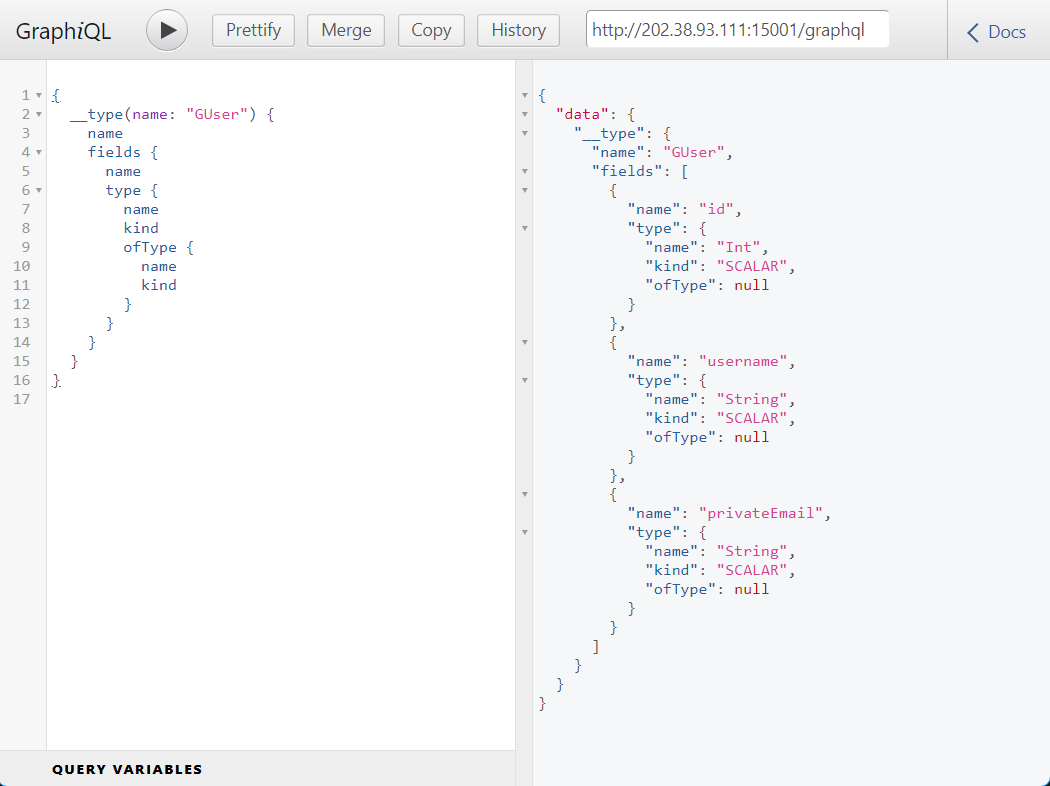 GraphiQL Prettify Merge Copy History http://202.38.93.111:15001/graphql Docs
1 {
2 __type(name: "GUser") {
3 name
4 fields {
5 name
6 type {
7 name
8 kind
9 ofType {
10 name
11 kind
12 }
13 }
14 }
15 }
16 }
17
QUERY VARIABLES
{
"data": {
"__type": {
"name": "GUser",
"fields": [
{
"name": "id",
"type": {
"name": "Int",
"kind": "SCALAR",
"ofType": null
}
},
{
"name": "username",
"type": {
"name": "String",
"kind": "SCALAR",
"ofType": null
}
},
{
"name": "privateEmail",
"type": {
"name": "String",
"kind": "SCALAR",
"ofType": null
}
}
]
}
}
}